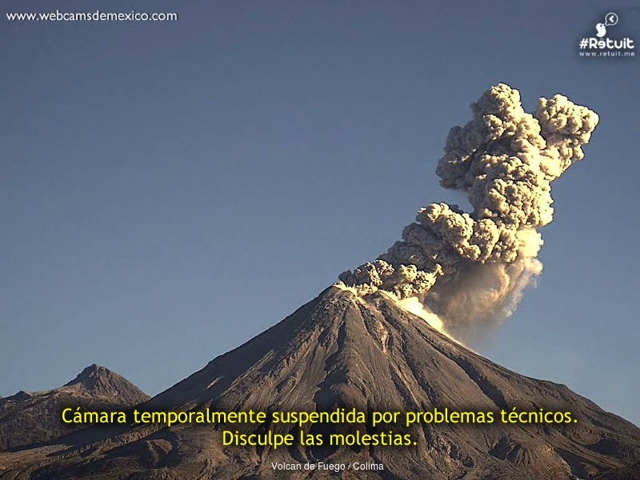 www.webcamsdemexico.com
#Retuit
www.retuit.me
Cámara temporalmente suspendida por problemas técnicos.
Disculpe las molestias.
Volcan de Fuego / Colima